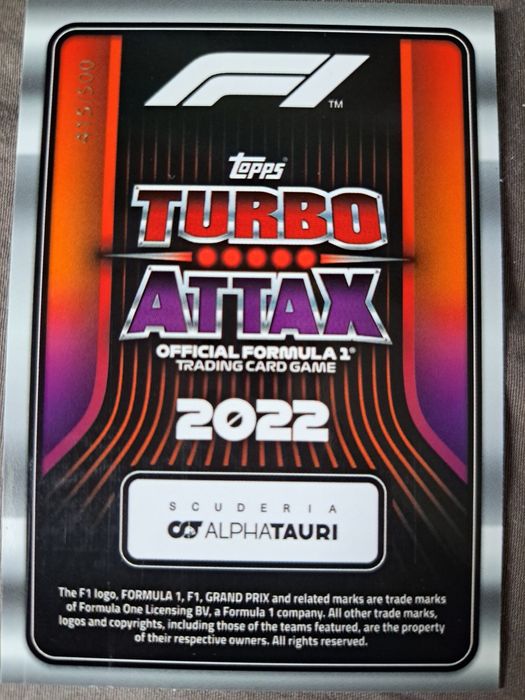 415/500
F1
TM
Topps®
TURBO
ATTAX
OFFICIAL FORMULA 1®
TRADING CARD GAME
2022
SCUDERIA
ALPHATAURI
The F1 logo, FORMULA 1, F1, GRAND PRIX and related marks are trade marks
of Formula One Licensing BV, a Formula 1 company. All other trade marks,
logos and copyrights, including those of the teams featured, are the property
of their respective owners. All rights reserved.